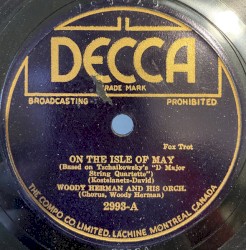 DECCA
TRADE MARK
BROADCASTING PROHIBITED
Fox Trot
ON THE ISLE OF MAY
(Based on Tschaikowsky's "D Major
String Quartette")
(Kostelanetz-David)
WOODY HERMAN AND HIS ORCH.
(Chorus, Woody Herman)
2993-A
THE COMPO CO. LIMITED. LACHINE MONTREAL CANADA